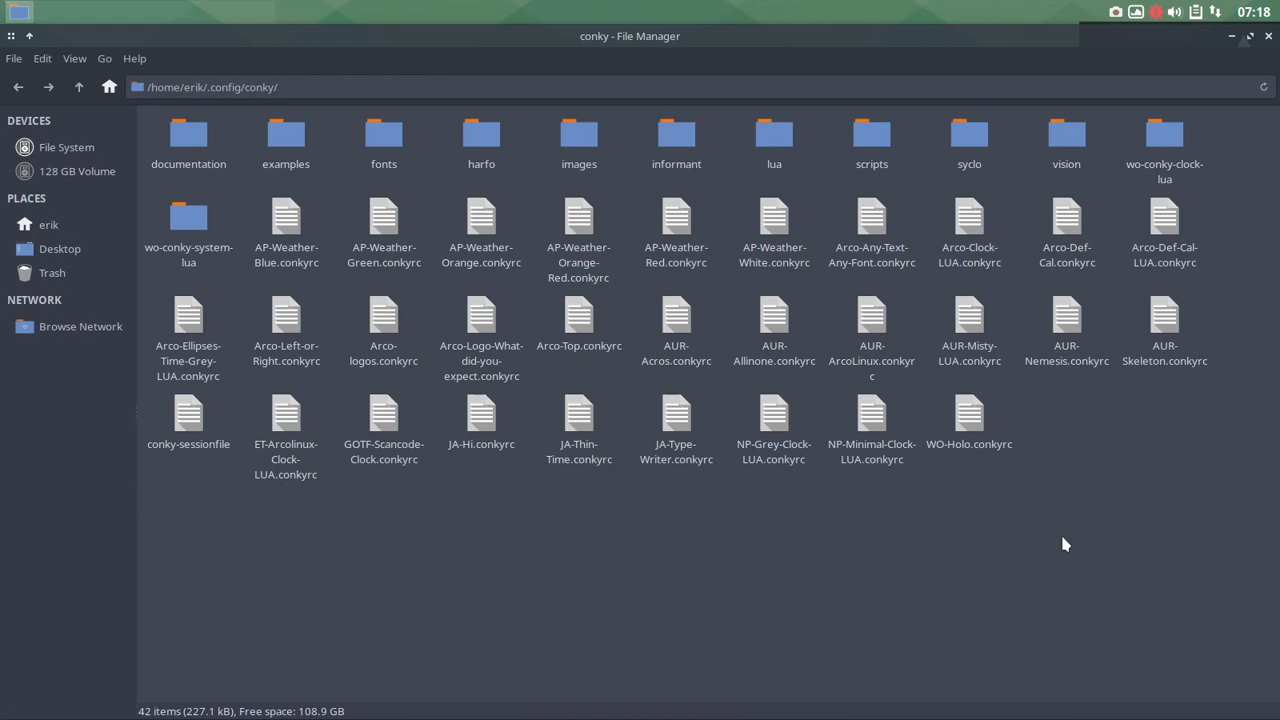 07:18
conky - File Manager
File Edit View Go Help
/home/erik/.config/conky/
DEVICES
File System
128 GB Volume
PLACES
erik
Desktop
Trash
NETWORK
Browse Network
documentation
examples
fonts
harfo
images
informant
lua
scripts
syclo
vision
wo-conky-clock-
lua
wo-conky-system-
lua
AP-Weather-
Blue.conkyrc
AP-Weather-
Green.conkyrc
AP-Weather-
Orange.conkyrc
AP-Weather-
Orange-
Red.conkyrc
AP-Weather-
Red.conkyrc
AP-Weather-
White.conkyrc
Arco-Any-Text-
Any-Font.conkyrc
Arco-Clock-
LUA.conkyrc
Arco-Def-
Cal.conkyrc
Arco-Def-Cal-
LUA.conkyrc
Arco-Ellipses-
Time-Grey-
LUA.conkyrc
Arco-Left-or-
Right.conkyrc
Arco-
logos.conkyrc
Arco-Logo-What-
did-you-
expect.conkyrc
Arco-Top.conkyrc
AUR-
Acros.conkyrc
AUR-
Allinone.conkyrc
AUR-
ArcoLinux.conkyr
c
AUR-Misty-
LUA.conkyrc
AUR-
Nemesis.conkyrc
AUR-
Skeleton.conkyrc
conky-sessionfile
ET-Arcolinux-
Clock-
LUA.conkyrc
GOTF-Scancode-
Clock.conkyrc
JA-Hi.conkyrc
JA-Thin-
Time.conkyrc
JA-Type-
Writer.conkyrc
NP-Grey-Clock-
LUA.conkyrc
NP-Minimal-Clock-
LUA.conkyrc
WO-Holo.conkyrc
42 items (227.1 kB), Free space: 108.9 GB